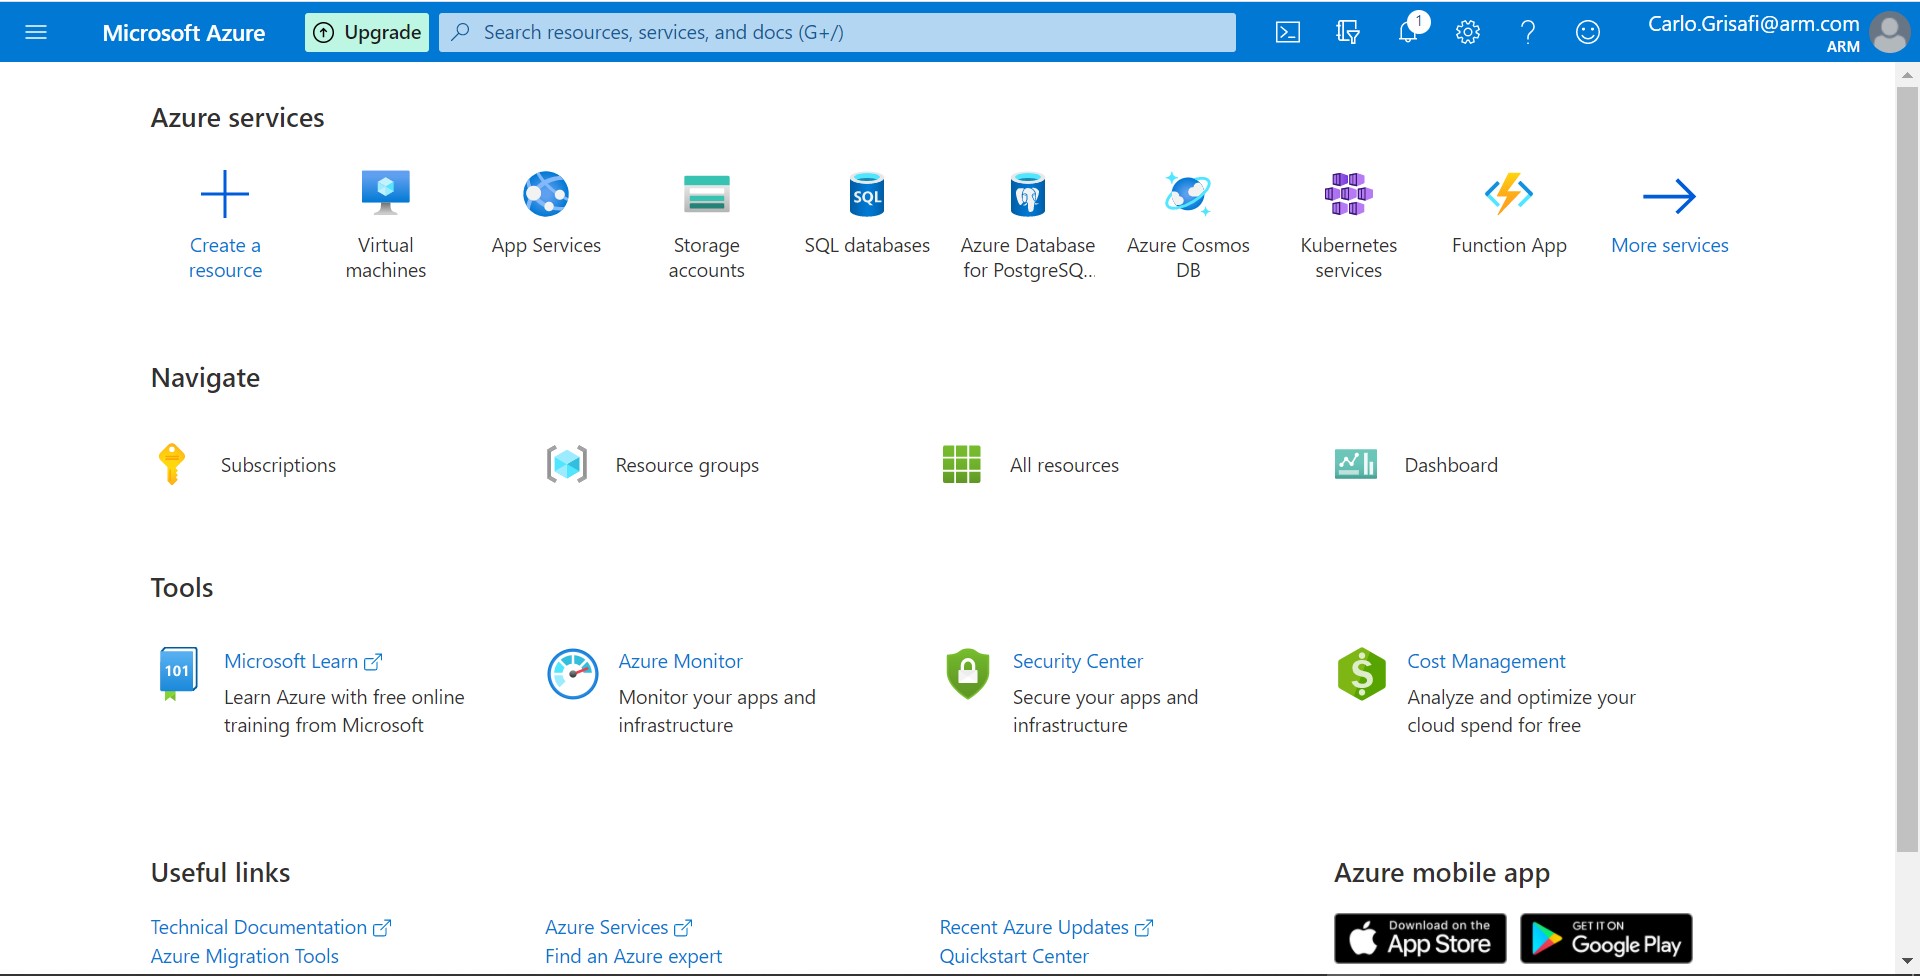 Microsoft Azure
Upgrade
Search resources, services, and docs (G+/)
1
Carlo.Grisafi@arm.com
ARM
Azure services
Create a
resource
Virtual
machines
App Services
Storage
accounts
SQL
SQL databases
Azure Database
for PostgreSQ...
Azure Cosmos
DB
Kubernetes
services
Function App
More services
Navigate
Subscriptions
Resource groups
All resources
Dashboard
Tools
101
Microsoft Learn
Learn Azure with free online
training from Microsoft
Azure Monitor
Monitor your apps and
infrastructure
Security Center
Secure your apps and
infrastructure
Cost Management
Analyze and optimize your
cloud spend for free
Useful links
Technical Documentation
Azure Migration Tools
Azure Services
Find an Azure expert
Recent Azure Updates
Quickstart Center
Azure mobile app
Download on the
App Store
GET IT ON
Google Play